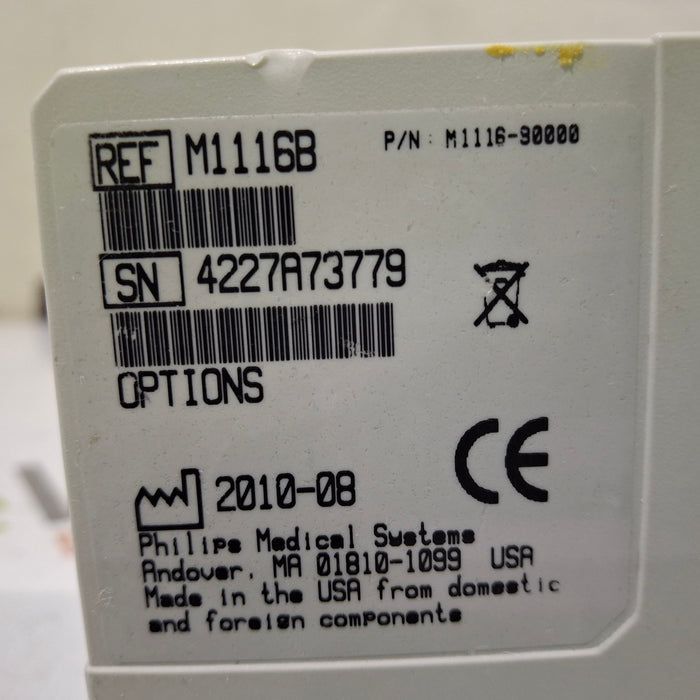 REF M1116B P/N: M1116-90000
SN 4227A73779
OPTIONS
CE
2010-08
Philips Medical Systems
Andover, MA 01810-1099 USA
Made in the USA from domestic
and foreign components